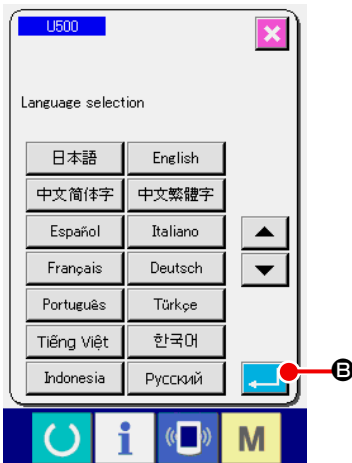 U500
Language selection
日本語 English
中文简体字 中文繁體字
Español Italiano
Français Deutsch
Português Türkçe
Tiếng Việt 한국어
Indonesia Русский
B
i M